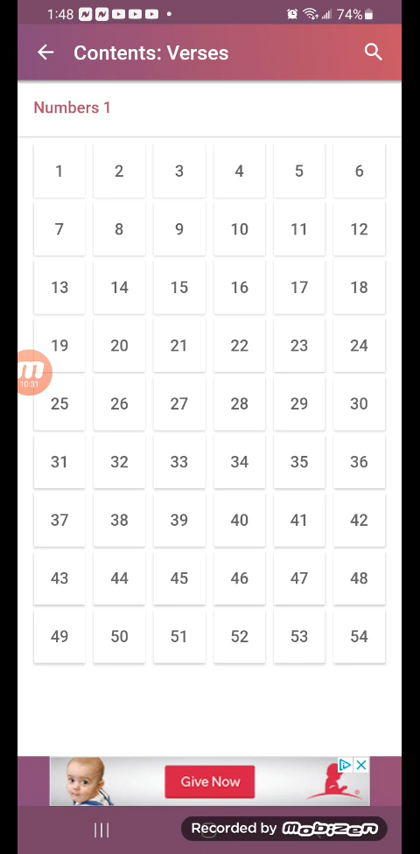 1:48 74%
Contents: Verses
Numbers 1
1 2 3 4 5 6
7 8 9 10 11 12
13 14 15 16 17 18
19 20 21 22 23 24
10:31
25 26 27 28 29 30
31 32 33 34 35 36
37 38 39 40 41 42
43 44 45 46 47 48
49 50 51 52 53 54
Give Now
Recorded by MOBIZEN